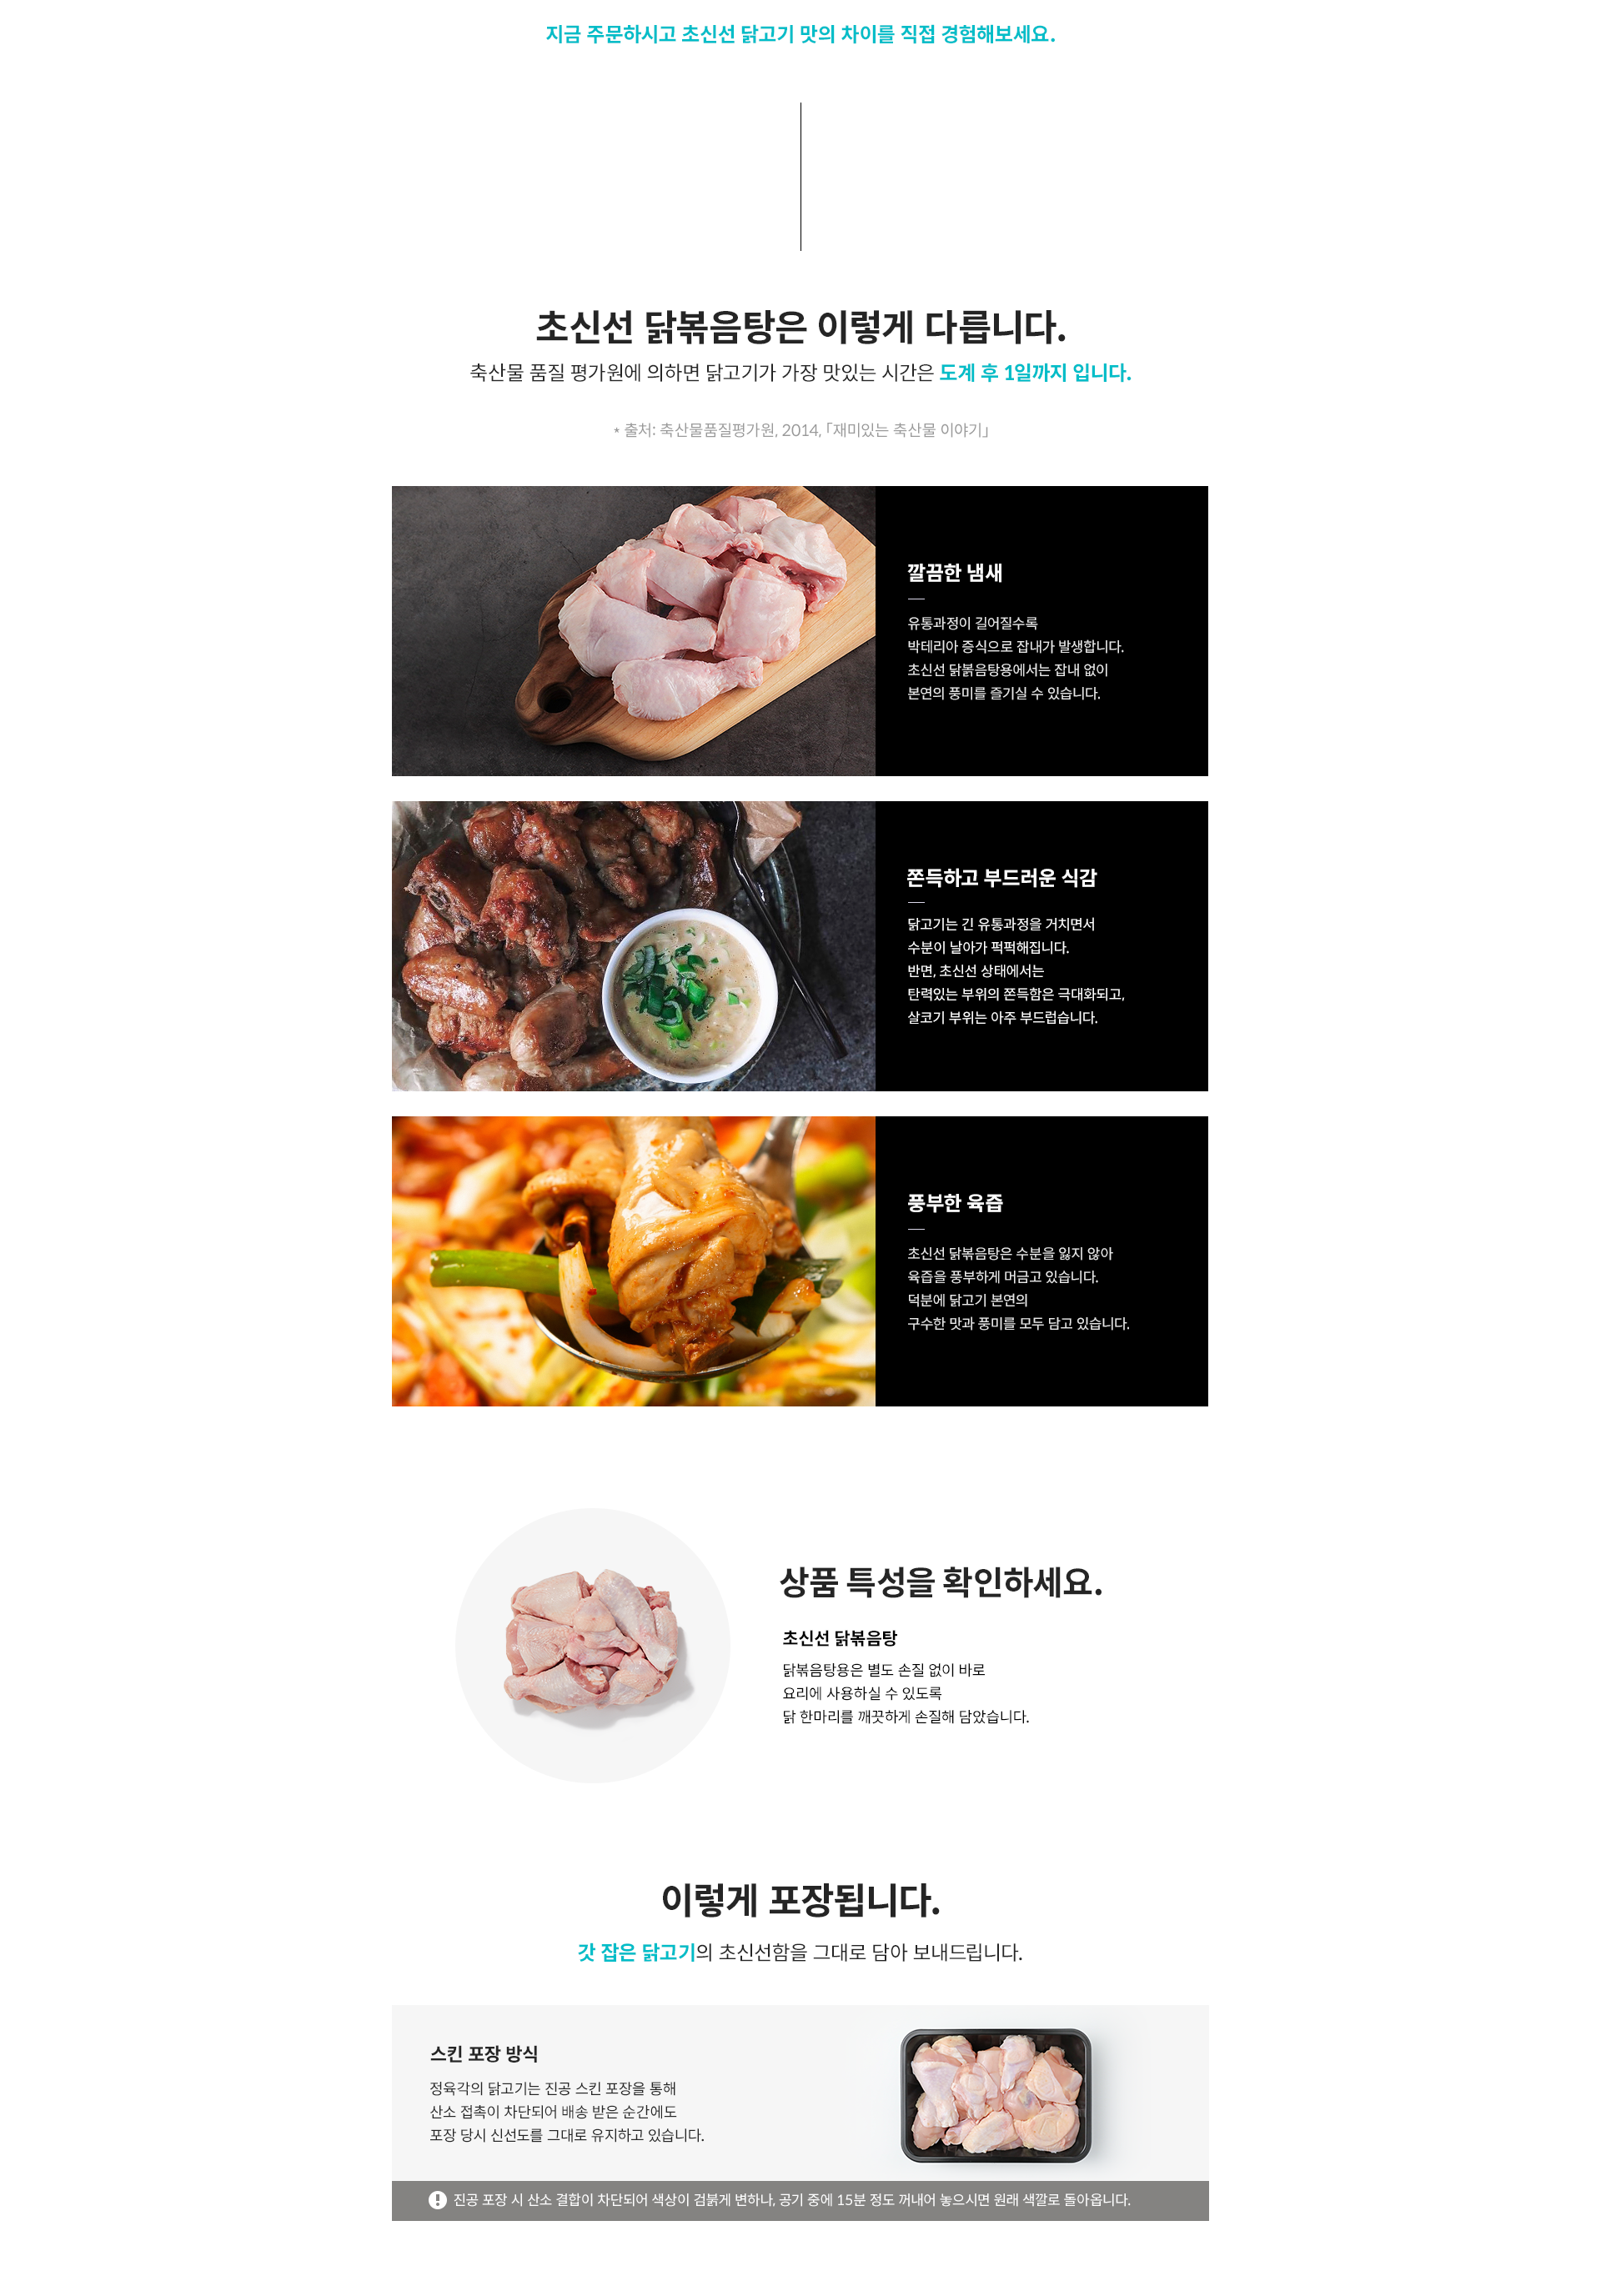 지금 주문하시고 초신선 닭고기 맛의 차이를 직접 경험해보세요.
초신선 닭볶음탕은 이렇게 다릅니다.
축산물 품질 평가원에 의하면 닭고기가 가장 맛있는 시간은 도계 후 1일까지 입니다.
* 출처: 축산물품질평가원, 2014, 「재미있는 축산물 이야기」
깔끔한 냄새
유통과정이 길어질수록
박테리아 증식으로 잡내가 발생합니다.
초신선 닭볽음탕용에서는 잡내 없이
본연의 풍미를 즐기실 수 있습니다.
쫀득하고 부드러운 식감
닭고기는 긴 유통과정을 거치면서
수분이 날아가 퍽퍽해집니다.
반면, 초신선 상태에서는
탄력있는 부위의 쫀득함은 극대화되고,
살코기 부위는 아주 부드럽습니다.
풍부한 육즙
초신선 닭볶음탕은 수분을 잃지 않아
육즙을 풍부하게 머금고 있습니다.
덕분에 닭고기 본연의
구수한 맛과 풍미를 모두 담고 있습니다.
상품 특성을 확인하세요.
초신선 닭볶음탕
닭볶음탕용은 별도 손질 없이 바로
요리에 사용하실 수 있도록
닭 한마리를 깨끗하게 손질해 담았습니다.
이렇게 포장됩니다.
갓 잡은 닭고기의 초신선함을 그대로 담아 보내드립니다.
스킨 포장 방식
정육각의 닭고기는 진공 스킨 포장을 통해
산소 접촉이 차단되어 배송 받은 순간에도
포장 당시 신선도를 그대로 유지하고 있습니다.
진공 포장 시 산소 결합이 차단되어 색상이 검붉게 변하나, 공기 중에 15분 정도 꺼내어 놓으시면 원래 색깔로 돌아옵니다.